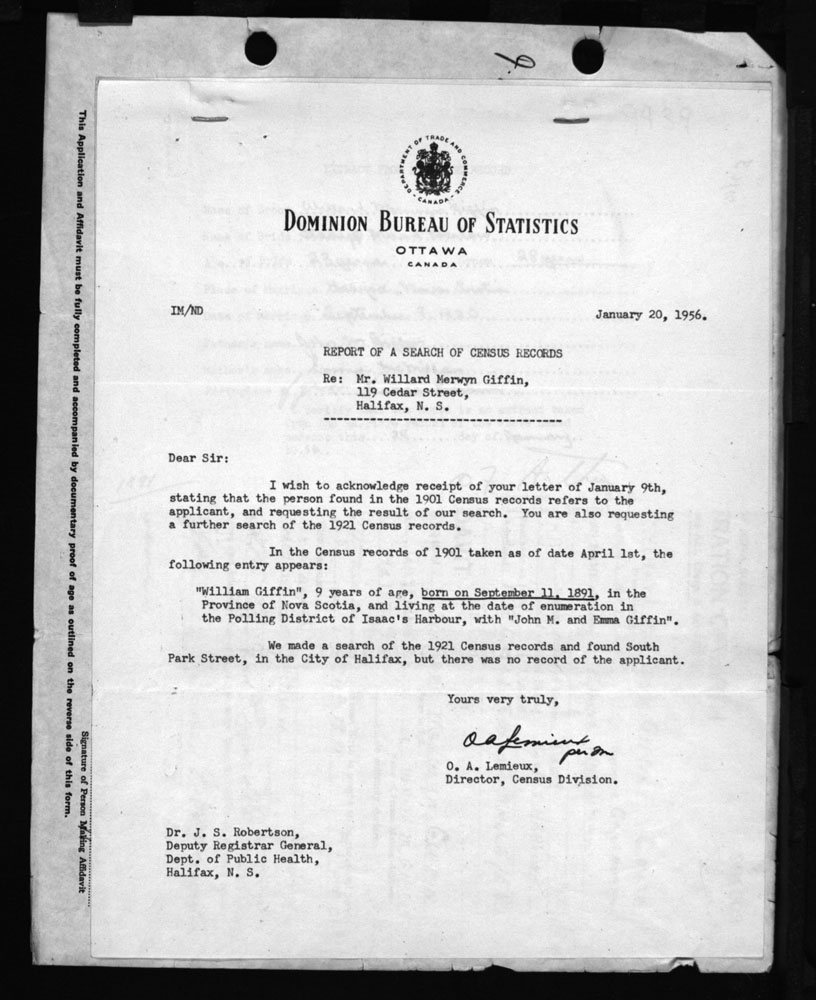 6
DEPARTMENT OF TRADE AND COMMERCE
CANADA
DOMINION BUREAU OF STATISTICS
OTTAWA
CANADA
IM/ND
January 20, 1956.
REPORT OF A SEARCH OF CENSUS RECORDS
Re: Mr. Willard Merwyn Giffin,
119 Cedar Street,
Halifax, N. S.
Dear Sir:
I wish to acknowledge receipt of your letter of January 9th,
stating that the person found in the 1901 Census records refers to the
applicant, and requesting the result of our search. You are also requesting
a further search of the 1921 Census records.
In the Census records of 1901 taken as of date April 1st, the
following entry appears:
"William Giffin", 9 years of age, born on September 11, 1891, in the
Province of Nova Scotia, and living at the date of enumeration in
the Polling District of Isaac's Harbour, with "John M. and Emma Giffin".
We made a search of the 1921 Census records and found South
Park Street, in the City of Halifax, but there was no record of the applicant.
Yours very truly,
O A Lemieux
per
O. A. Lemieux,
Director, Census Division.
Dr. J. S. Robertson,
Deputy Registrar General,
Dept. of Public Health,
Halifax, N. S.
This Application and Affidavit must be fully completed and accompanied by documentary proof of age as outlined on the reverse side of this form.
Signature of Person Making Affidavit